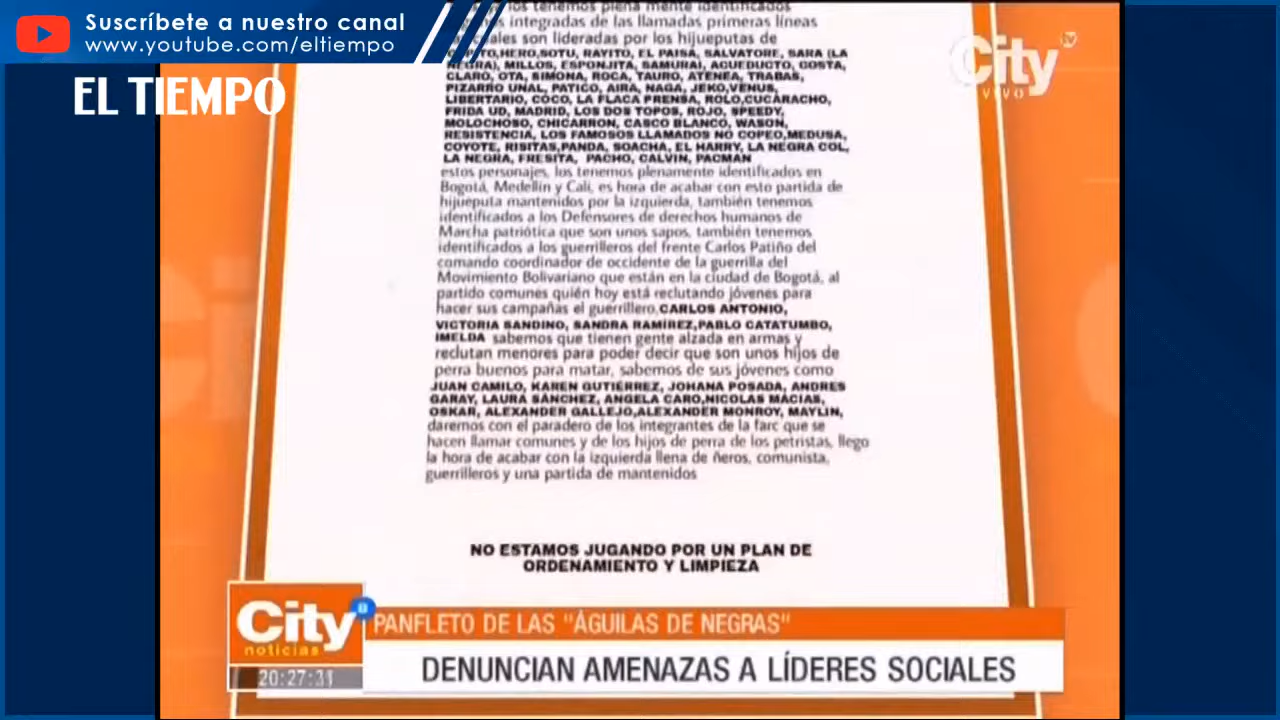 Suscríbete a nuestro canal
www.youtube.com/eltiempo
EL TIEMPO
City tv
VIVO
los tenemos plena mente identificados
integradas de las llamadas primeras líneas
cuales son lideradas por los hijueputas de
HERO,SOTU, RAYITO, EL PAISA, SALVATORE, SARA (LA
NEGRA), MILLOS, ESPONJITA, SAMURAI, ACUEDUCTO, COSTA,
CLARO, OTA, SIMONA, ROCA, TAURO, ATENEA, TRABAS,
PIZARRO UNAL, PATICO, AIRA, NAGA, JEKO,VENUS,
LIBERTARIO, COCO, LA FLACA PRENSA, ROLO,CUCARACHO,
FRIDA UD, MADRID, LOS DOS TOPOS, ROJO, SPEEDY,
MOLOCHOSO, CHICARRON, CASCO BLANCO, WASON,
RESISTENCIA, LOS FAMOSOS LLAMADOS NO COPEO,MEDUSA,
COYOTE, RISITAS,PANDA, SOACHA, EL HARRY, LA NEGRA COL,
LA NEGRA, FRESITA, PACHO, CALVIN, PACMAN
estos personajes, los tenemos plenamente identificados en
Bogotá, Medellín y Cali, es hora de acabar con esto partida de
hijueputa mantenidos por la izquierda, también tenemos
identificados a los Defensores de derechos humanos de
Marcha patriótica que son unos sapos, también tenemos
identificados a los guerrilleros del frente Carlos Patiño del
comando coordinador de occidente de la guerrilla del
Movimiento Bolivariano que están en la ciudad de Bogotá, al
partido comunes quién hoy está reclutando jóvenes para
hacer sus campañas el guerrillero,CARLOS ANTONIO,
VICTORIA SANDINO, SANDRA RAMÍREZ,PABLO CATATUMBO,
IMELDA sabemos que tienen gente alzada en armas y
reclutan menores para poder decir que son unos hijos de
perra buenos para matar, sabemos de sus jóvenes como
JUAN CAMILO, KAREN GUTIÉRREZ, JOHANA POSADA, ANDRES
GARAY, LAURA SÁNCHEZ, ANGELA CARO,NICOLAS MACIAS,
OSKAR, ALEXANDER GALLEJO,ALEXANDER MONROY, MAYLIN,
daremos con el paradero de los integrantes de la farc que se
hacen llamar comunes y de los hijos de perra de los petristas, llego
la hora de acabar con la izquierda llena de ñeros, comunista,
guerrilleros y una partida de mantenidos
NO ESTAMOS JUGANDO POR UN PLAN DE
ORDENAMIENTO Y LIMPIEZA
City
noticias
20:27:31
PANFLETO DE LAS "ÁGUILAS DE NEGRAS"
DENUNCIAN AMENAZAS A LÍDERES SOCIALES